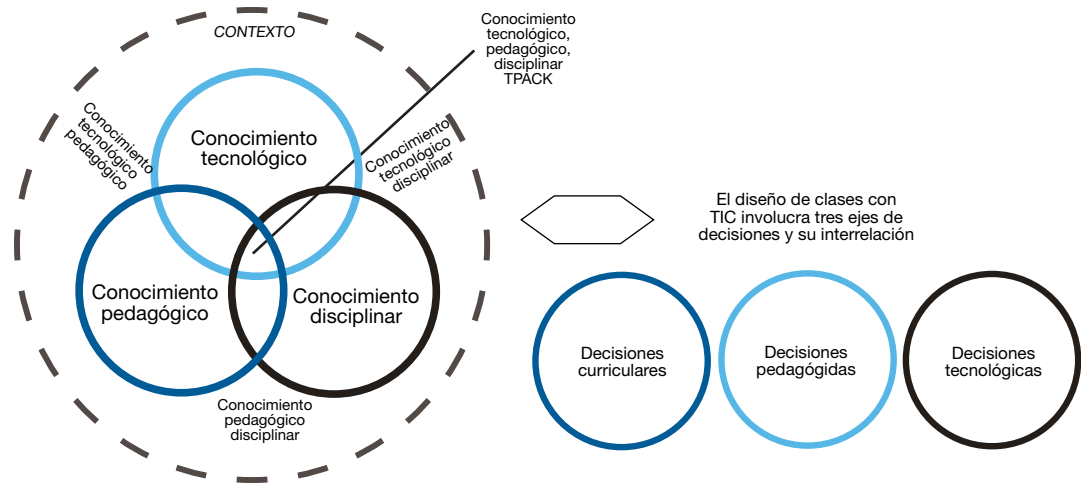 CONTEXTO
Conocimiento
tecnológico,
pedagógico,
disciplinar
TPACK
Conocimiento
tecnológico
pedagógico
Conocimiento
tecnológico
Conocimiento
tecnológico
disciplinar
Conocimiento
pedagógico
Conocimiento
disciplinar
Conocimiento
pedagógico
disciplinar
El diseño de clases con
TIC involucra tres ejes de
decisiones y su interrelación
Decisiones
curriculares
Decisiones
pedagógidas
Decisiones
tecnológicas